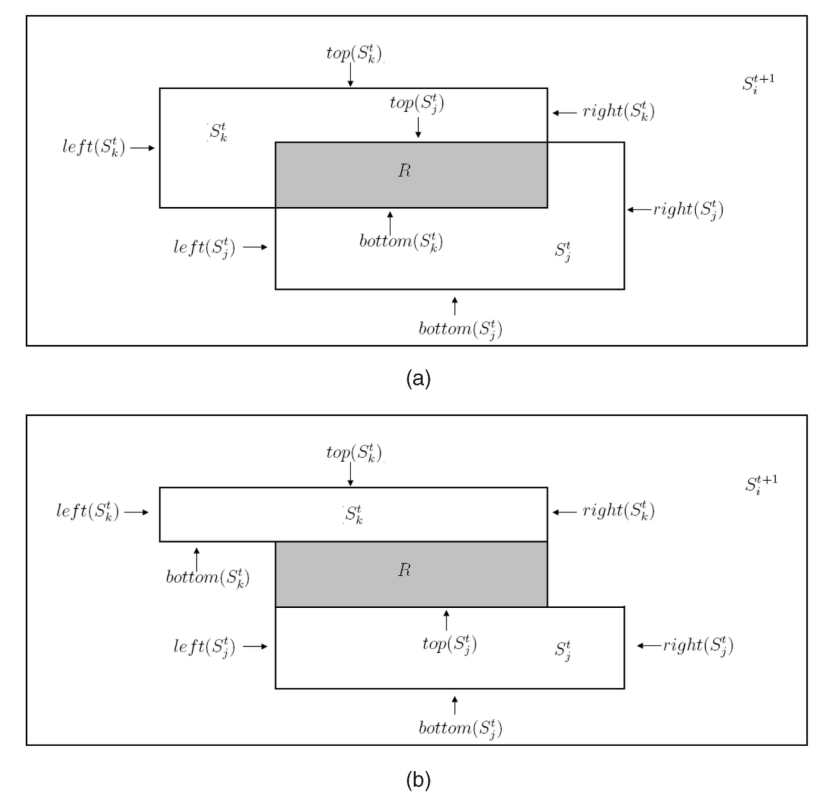 top(S_k^t)
S_i^{t+1}
top(S_j^t)
right(S_k^t)
S_k^t
left(S_k^t)
R
right(S_j^t)
bottom(S_k^t)
left(S_j^t)
S_j^t
bottom(S_j^t)
(a)
top(S_k^t)
S_i^{t+1}
left(S_k^t)
S_k^t
right(S_k^t)
R
bottom(S_k^t)
left(S_j^t)
top(S_j^t)
S_j^t
right(S_j^t)
bottom(S_j^t)
(b)